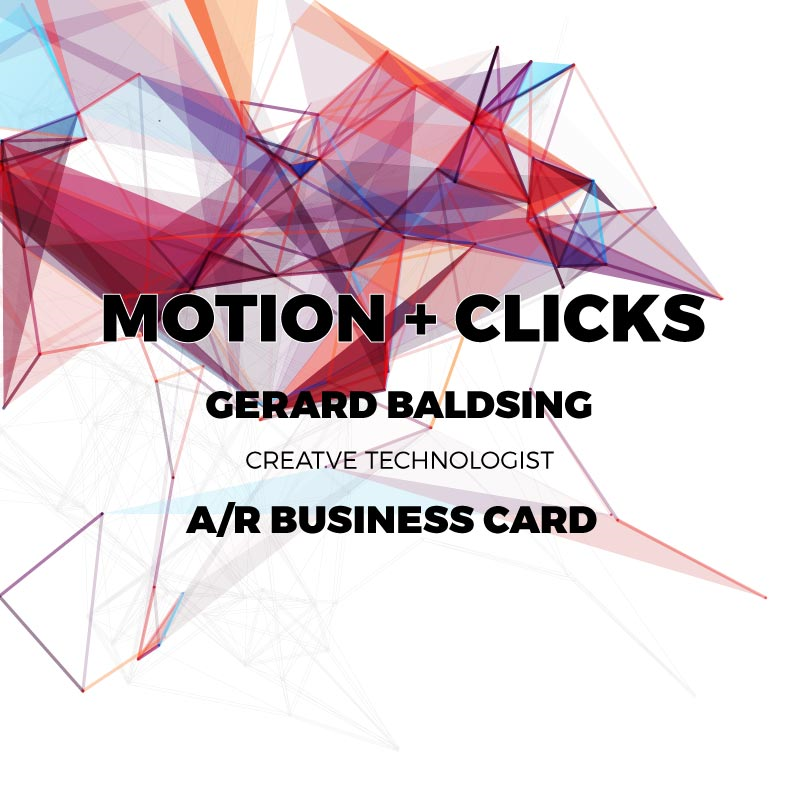 MOTION + CLICKS
GERARD BALDSING
CREATVE TECHNOLOGIST
A/R BUSINESS CARD